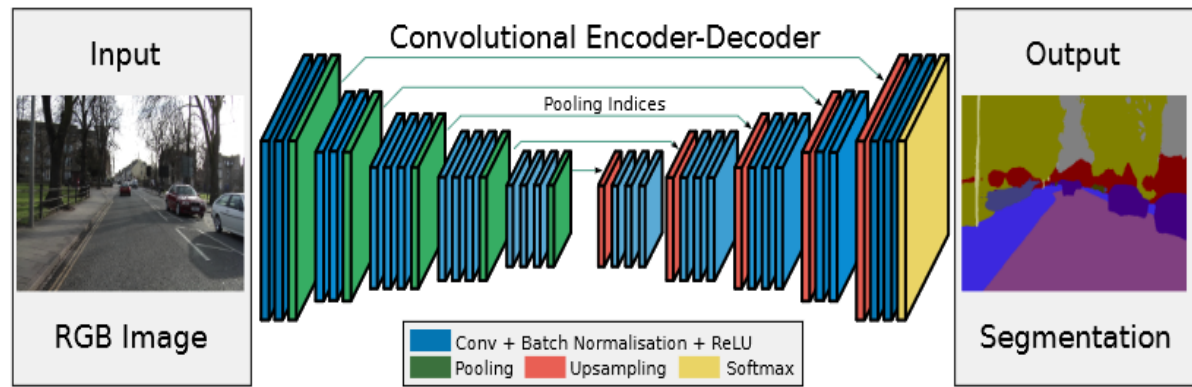 Input
RGB Image
Convolutional Encoder-Decoder
Pooling Indices
Conv + Batch Normalisation + ReLU
Pooling
Upsampling
Softmax
Output
Segmentation